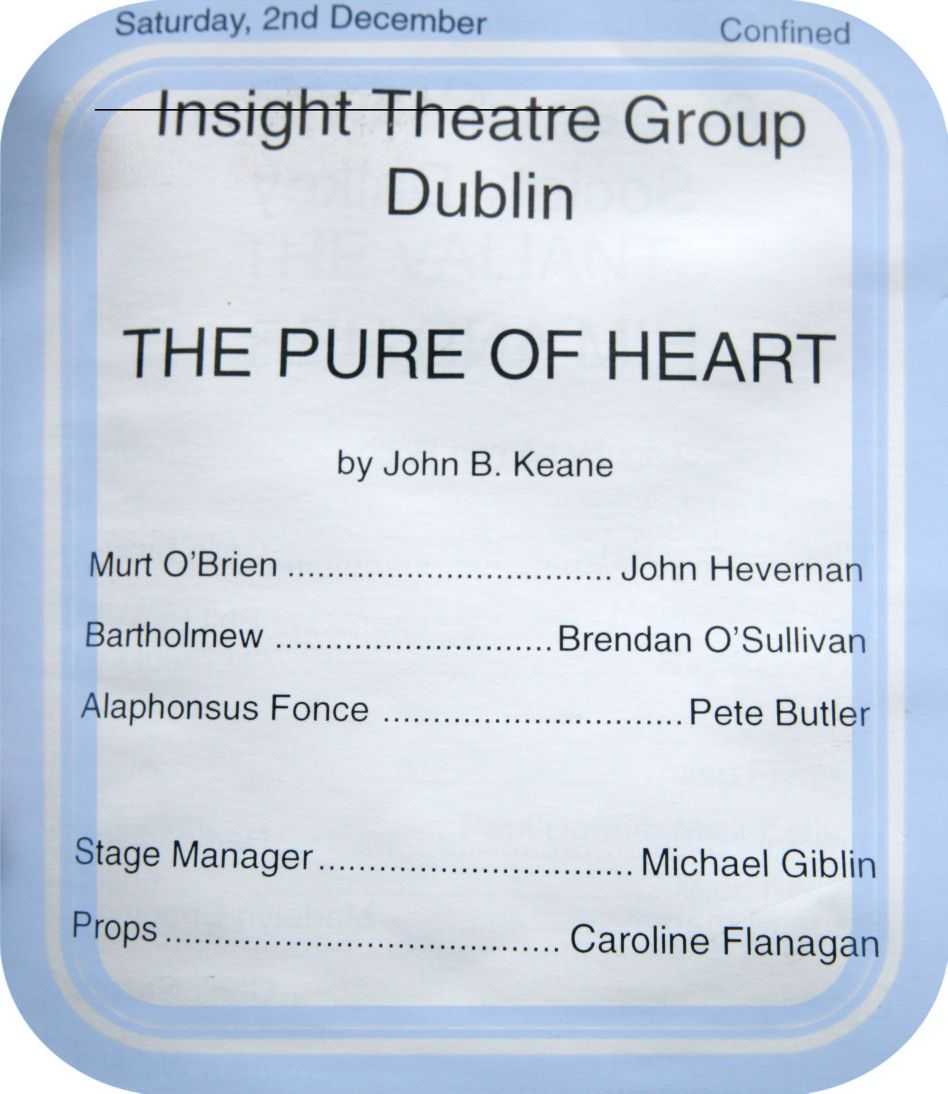 Saturday, 2nd December Confined
Insight Theatre Group
Dublin
THE PURE OF HEART
by John B. Keane
Murt O'Brien ................................ John Hevernan
Bartholmew ............................Brendan O'Sullivan
Alaphonsus Fonce ..............................Pete Butler
Stage Manager............................... Michael Giblin
Props ....................................... Caroline Flanagan